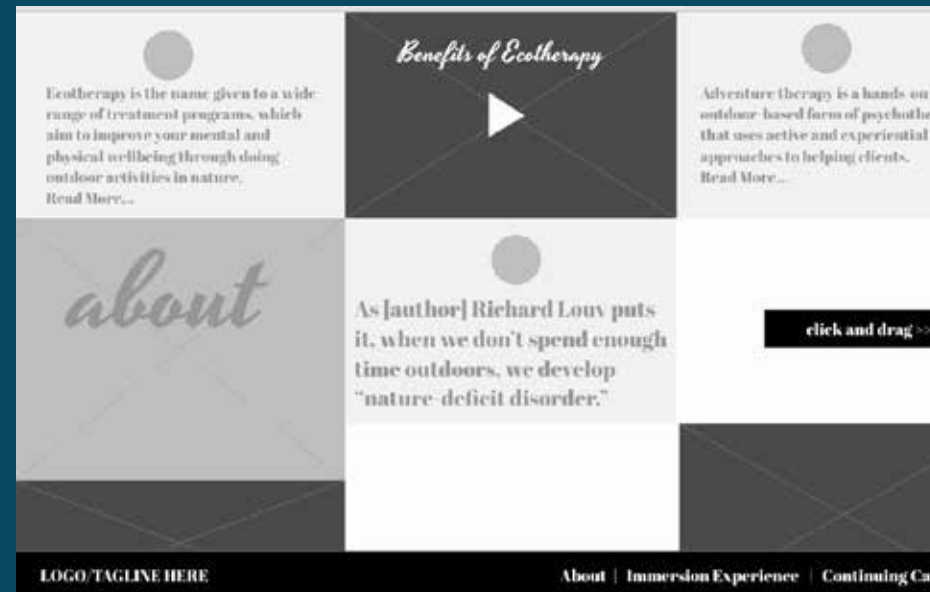 Ecotherapy is the name given to a wide
range of treatment programs, which
aim to improve your mental and
physical wellbeing through doing
outdoor activities in nature.
Read More...
Benefits of Ecotherapy
Adventure therapy is a hands-on
outdoor-based form of
that uses active and experiential
approaches to helping clients.
Read More...
about
As [author] Richard Louv puts
it, when we don't spend enough
time outdoors, we develop
"nature-deficit disorder."
click and drag >>
LOGO/TAGLINE HERE
About | Immersion Experience | Continuing